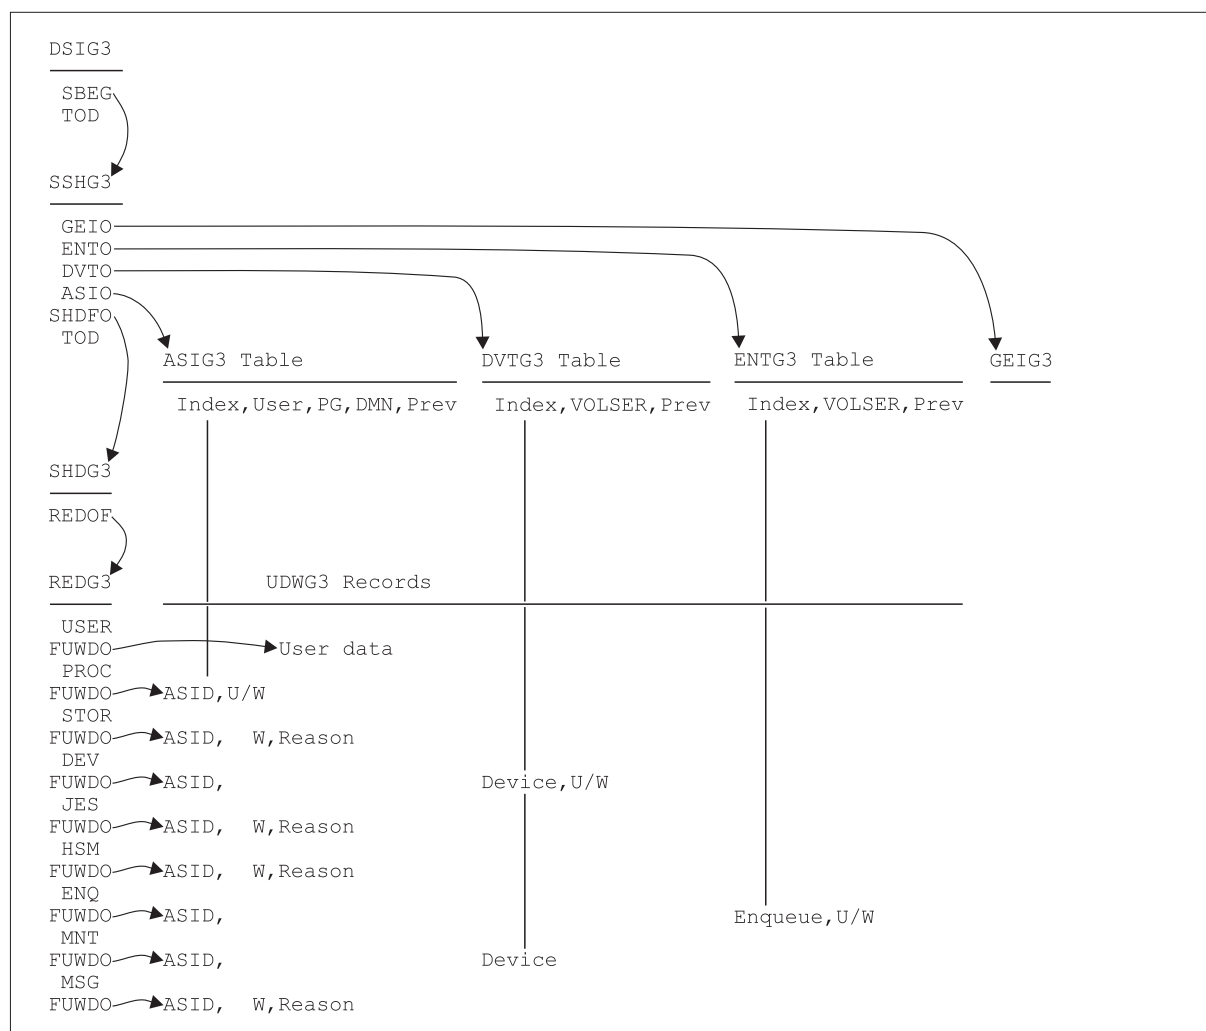 DSIG3
SBEG
TOD
SSHG3
GEIO
ENTO
DVTO
ASIO
SHDFO
TOD
ASIG3 Table DVTG3 Table ENTG3 Table GEIG3
Index,User,PG,DMN,Prev Index,VOLSER,Prev Index,VOLSER,Prev
SHDG3
REDOF
REDG3 UDWG3 Records
USER
FUWDO User data
PROC
FUWDO ASID,U/W
STOR
FUWDO ASID, W,Reason
DEV
FUWDO ASID, Device,U/W
JES
FUWDO ASID, W,Reason
HSM
FUWDO ASID, W,Reason
ENQ
FUWDO ASID, Enqueue,U/W
MNT
FUWDO ASID, Device
MSG
FUWDO ASID, W,Reason